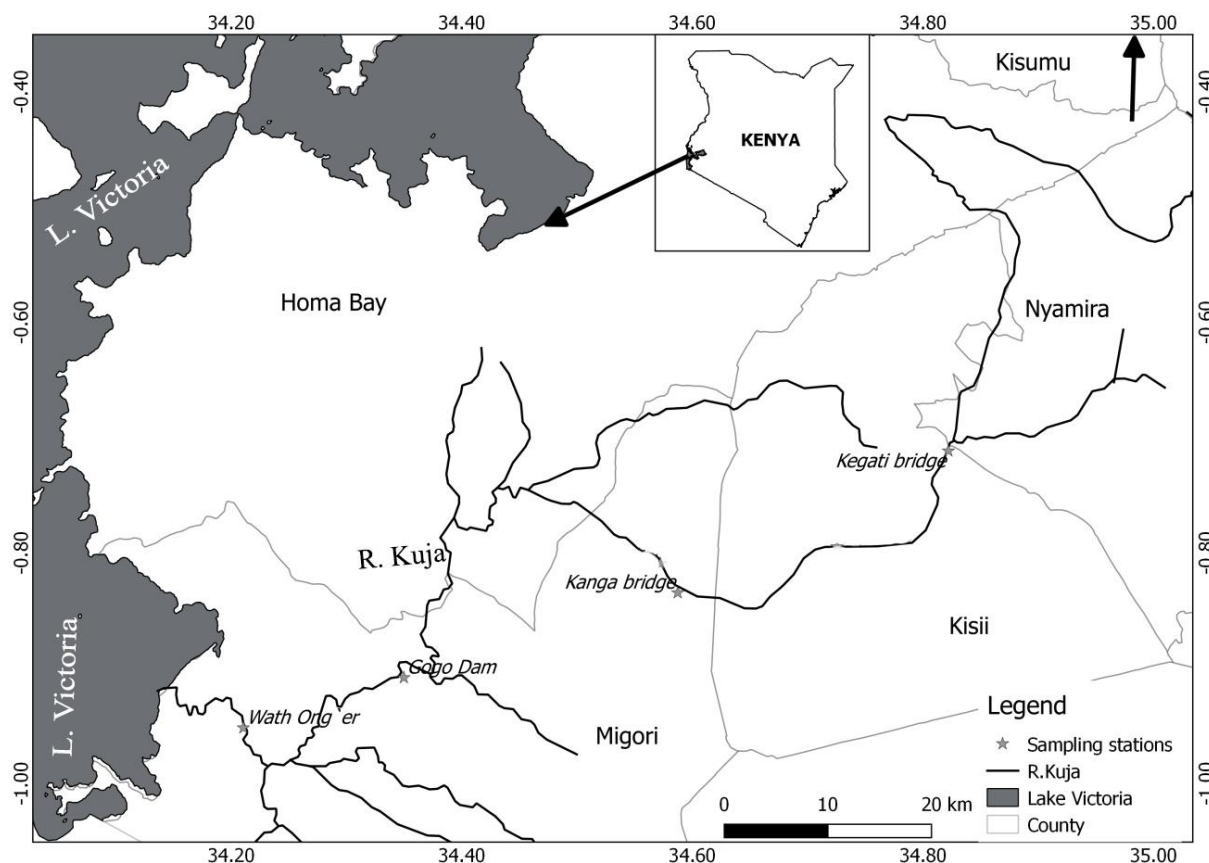 34.20 34.40 34.60 34.80 35.00
-0.40
-0.40
Kisumu
KENYA
L. Victoria
Homa Bay
-0.60
Nyamira
-0.60
Kegati bridge
-0.80
R. Kuja
-0.80
Kanga bridge
Kisii
Gogo Dam
L. Victoria
Wath Ong`er
Migori
Legend
Sampling stations
R.Kuja
-1.00
-1.00
0 10 20 km
Lake Victoria
County
34.20 34.40 34.60 34.80 35.00